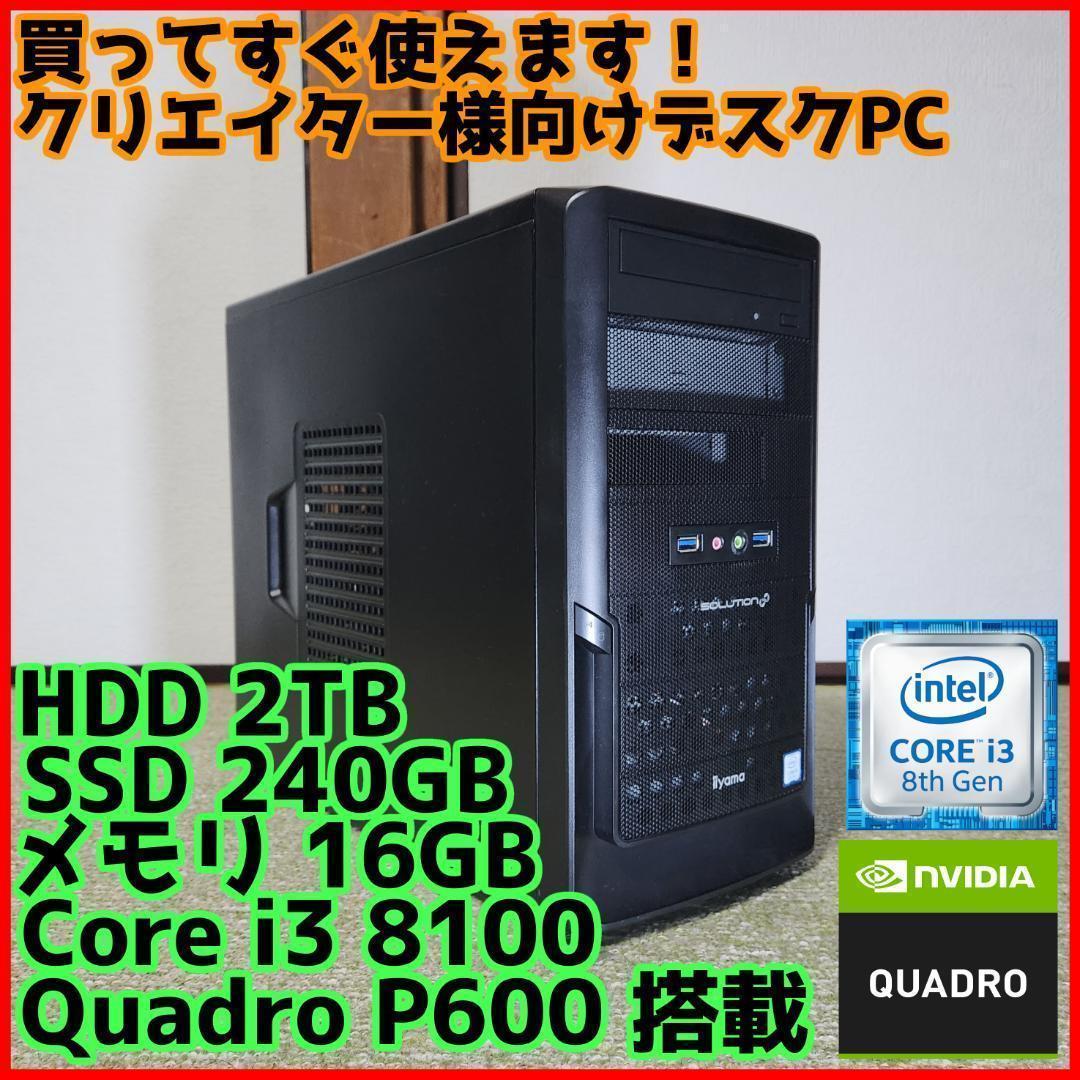 買ってすぐ使えます!
クリエイター様向けデスクPC
SOLUTION
iiyama
HDD 2TB
SSD 240GB
メモリ 16GB
Core i3 8100
Quadro P600 搭載
intel
CORE™ i3
8th Gen
NVIDIA
QUADRO